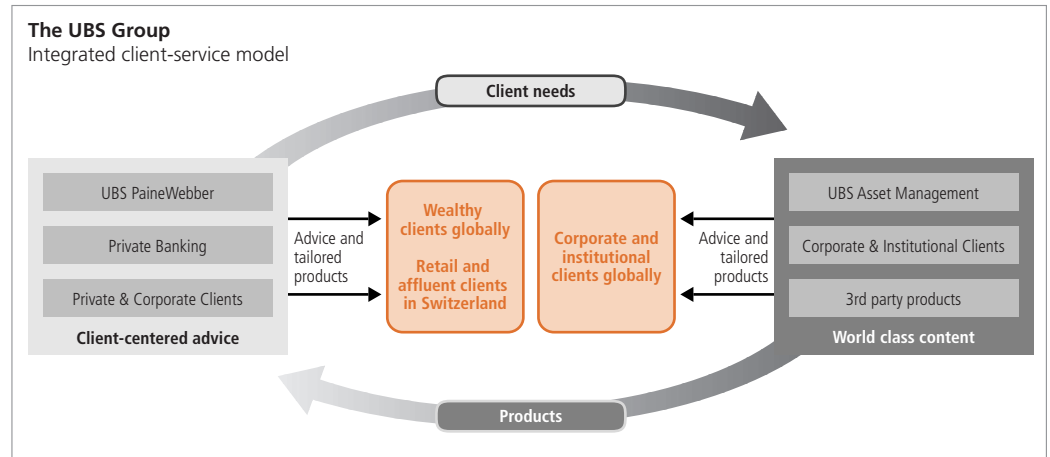 The UBS Group
Integrated client-service model
Client needs
UBS PaineWebber
Private Banking
Private & Corporate Clients
Client-centered advice
Advice and
tailored
products
Wealthy
clients globally
Retail and
affluent clients
in Switzerland
Corporate and
institutional
clients globally
Advice and
tailored
products
UBS Asset Management
Corporate & Institutional Clients
3rd party products
World class content
Products